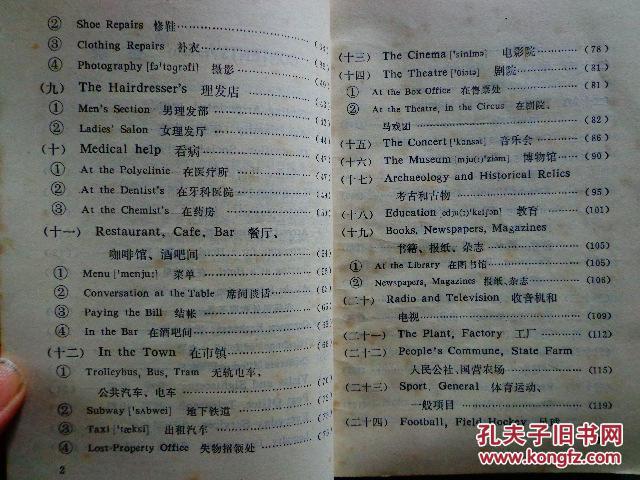 ② Shoe Repairs 修鞋
③ Clothing Repairs 补衣
④ Photography [fə'tɔgrəfi] 摄影
(九) The Hairdresser's 理发店
① Men's Section 男理发部
② Ladies' Salon 女理发厅
(十) Medical help 看病
① At the Polyclinic 在医疗所
② At the Dentist's 在牙科医院
③ At the Chemist's 在药房
(十一) Restaurant, Cafe, Bar 餐厅、
咖啡馆、酒吧间
① Menu ['menju:] 菜单
② Conversation at the Table 席间谈话
③ Paying the Bill 结帐
④ In the Bar 在酒吧间
(十二) In the Town 在市镇
① Trolleybus, Bus, Tram 无轨电车、
公共汽车、电车
② Subway ['sʌbwei] 地下铁道
③ Taxi ['tæksi] 出租汽车
④ Lost-Property Office 失物招领处
2
(十三) The Cinema ['sinimə] 电影院 (78)
(十四) The Theatre ['θiətə] 剧院 (81)
① At the Box Office 在售票处 (81)
② At the Theatre, in the Circus 在剧院、
马戏团 (82)
(十五) The Concert ['kɔnsət] 音乐会 (86)
(十六) The Museum [mju(:)'ziəm] 博物馆 (90)
(十七) Archaeology and Historical Relics
考古和古物 (95)
(十八) Education [edju(:)'keiʃən] 教育 (101)
(十九) Books, Newspapers, Magazines
书籍、报纸、杂志 (105)
① At the Library 在图书馆 (105)
② Newspapers, Magazines 报纸、杂志 (106)
(二十) Radio and Television 收音机和
电视 (109)
(二十一) The Plant, Factory 工厂 (112)
(二十二) People's Commune, State Farm
人民公社、国营农场 (115)
(二十三) Sport, General 体育运动、
一般项目 (119)
(二十四) Football, Field Hockey
孔夫子旧书网
www.kongfz.com